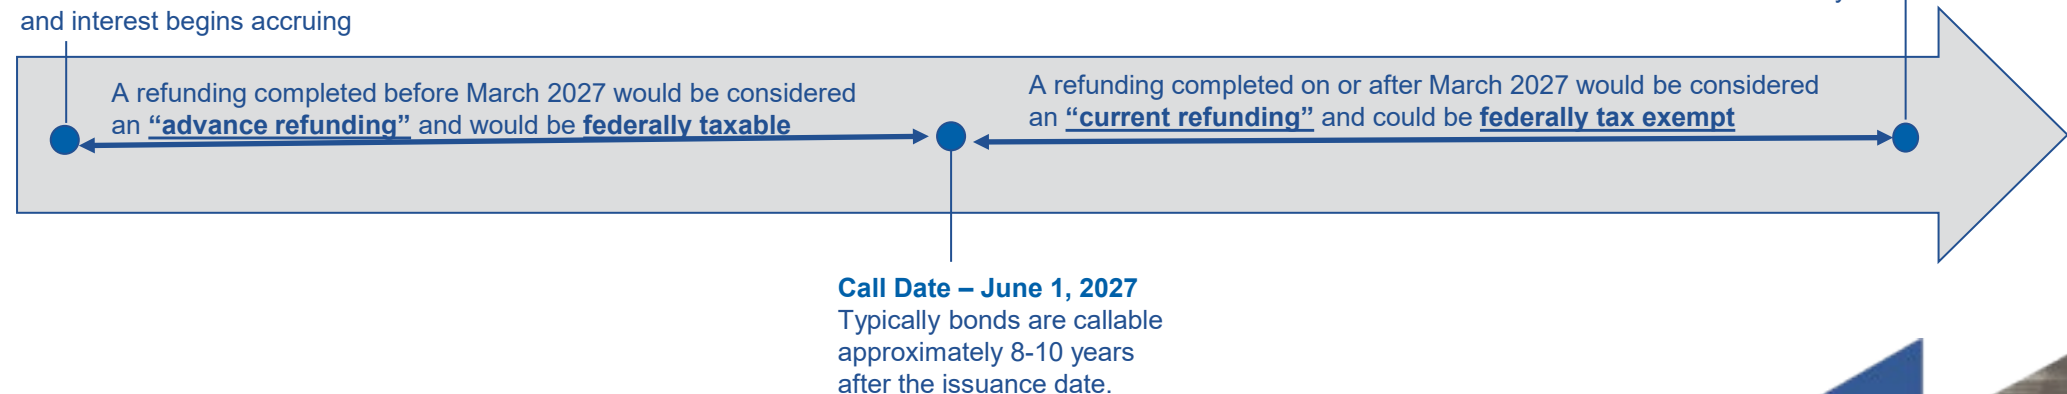 and interest begins accruing
A refunding completed before March 2027 would be considered
an “advance refunding” and would be federally taxable
A refunding completed on or after March 2027 would be considered
an “current refunding” and could be federally tax exempt
Call Date – June 1, 2027
Typically bonds are callable
approximately 8-10 years
after the issuance date.